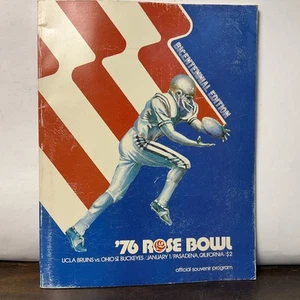 BICENTENNIAL EDITION
'76 ROSE BOWL
UCLA BRUINS vs. OHIO ST. BUCKEYES/JANUARY 1/PASADENA, CALIFORNIA/$2
official souvenir program